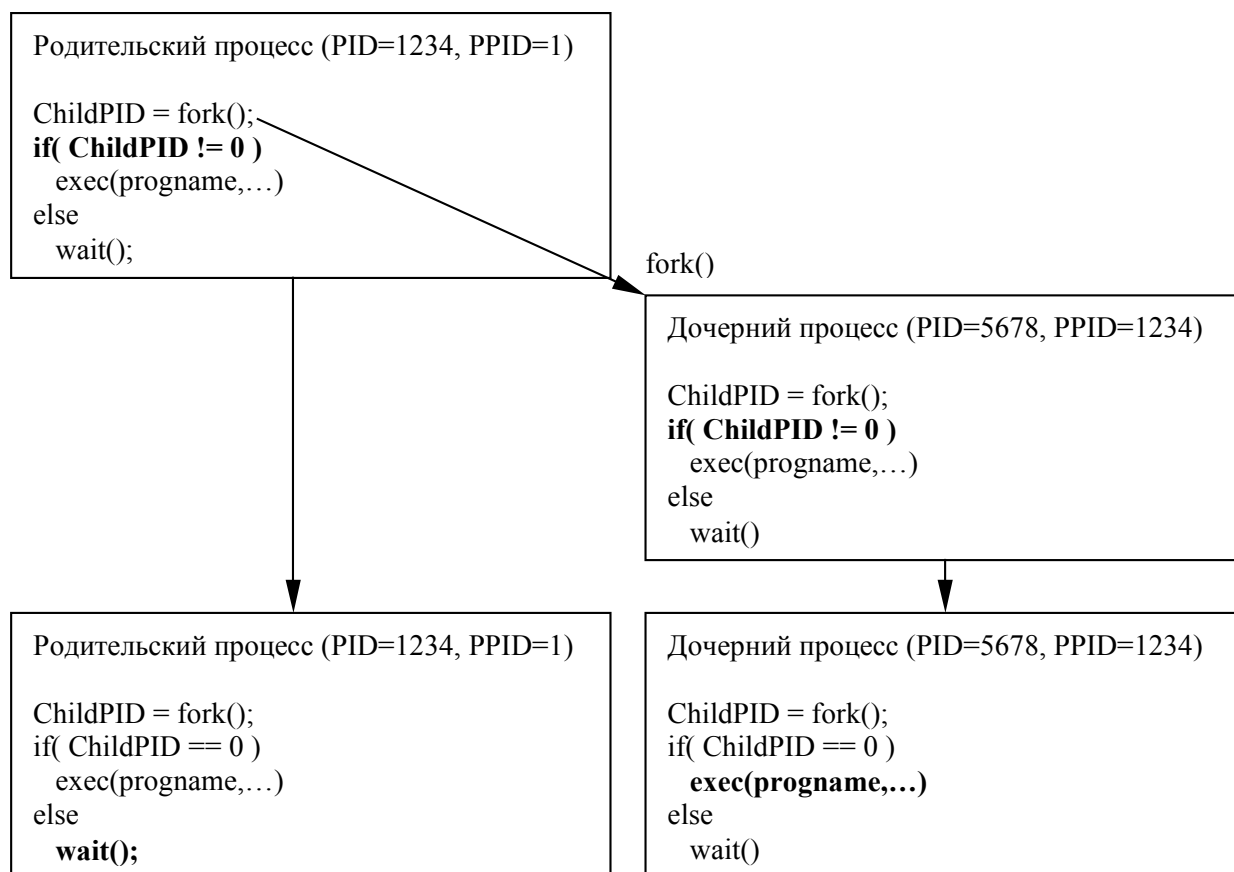 Родительский процесс (PID=1234, PPID=1)
ChildPID = fork();
if( ChildPID != 0 )
exec(progname,…)
else
wait();
fork()
Дочерний процесс (PID=5678, PPID=1234)
ChildPID = fork();
if( ChildPID != 0 )
exec(progname,…)
else
wait()
Родительский процесс (PID=1234, PPID=1)
ChildPID = fork();
if( ChildPID == 0 )
exec(progname,…)
else
wait();
Дочерний процесс (PID=5678, PPID=1234)
ChildPID = fork();
if( ChildPID == 0 )
exec(progname,…)
else
wait()